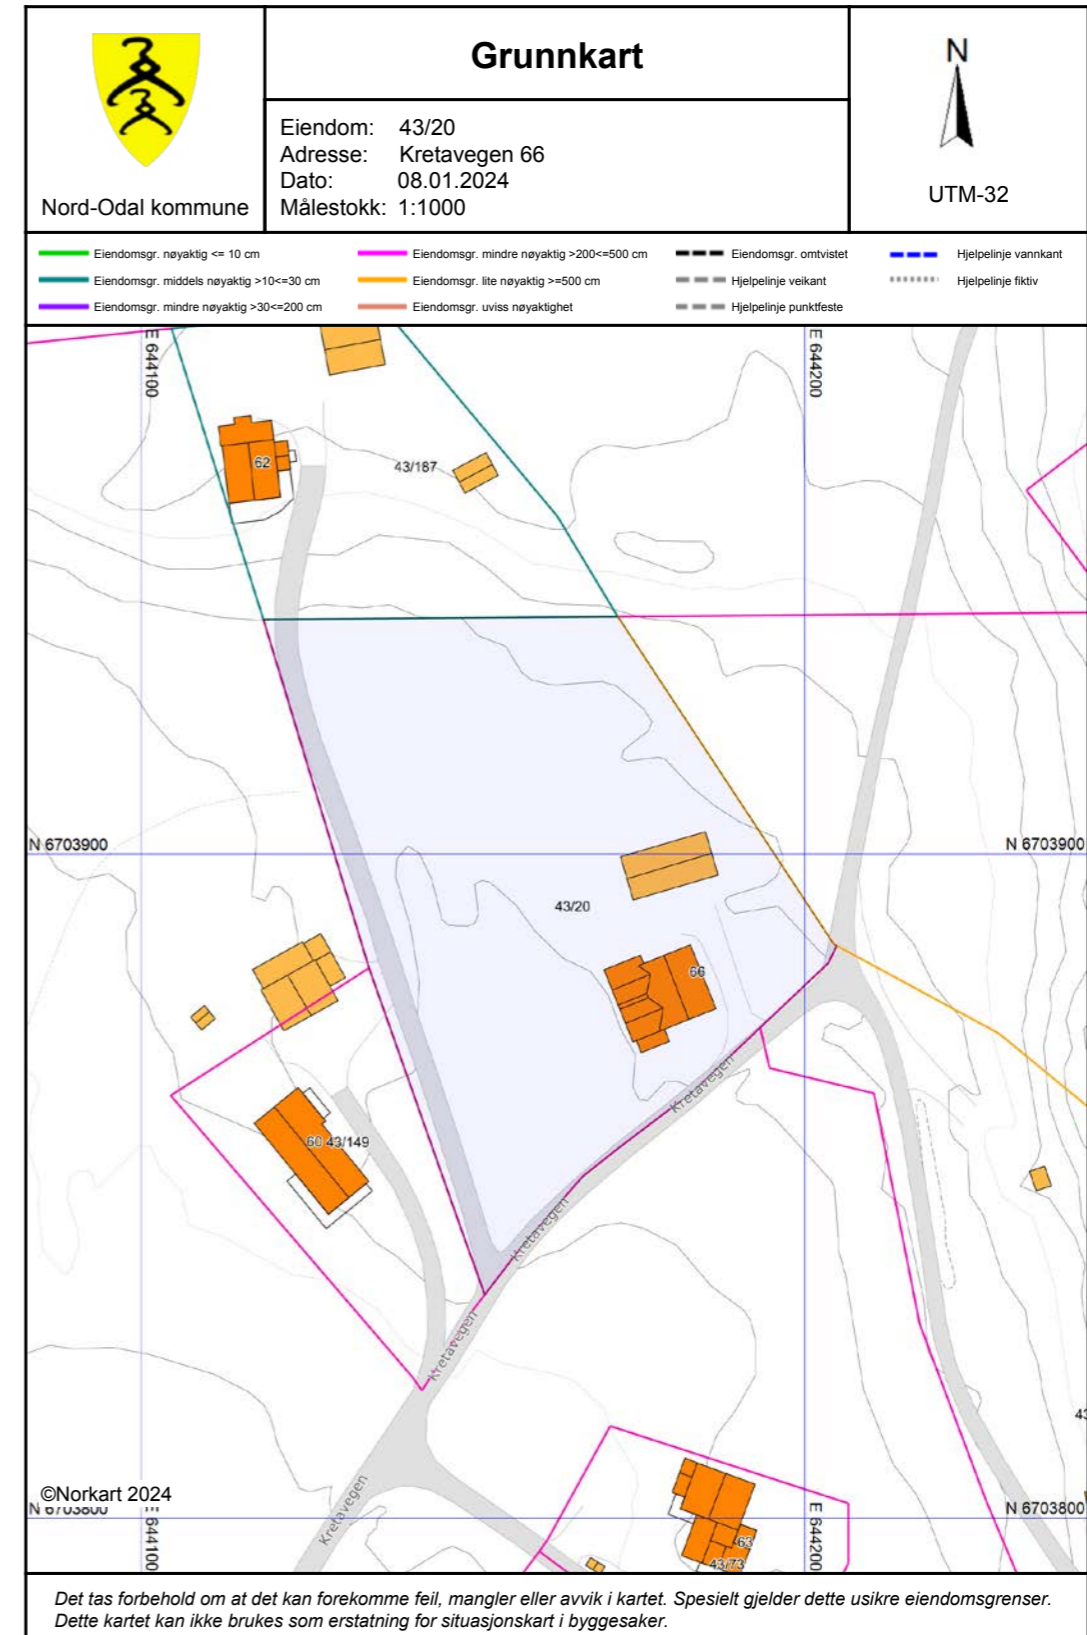 Grunnkart
Nord-Odal kommune
Eiendom: 43/20
Adresse: Kretavegen 66
Dato: 08.01.2024
Målestokk: 1:1000
N
UTM-32
Eiendomsgr. nøyaktig <= 10 cm
Eiendomsgr. middels nøyaktig >10<=30 cm
Eiendomsgr. mindre nøyaktig >30<=200 cm
Eiendomsgr. mindre nøyaktig >200<=500 cm
Eiendomsgr. lite nøyaktig >=500 cm
Eiendomsgr. uviss nøyaktighet
Eiendomsgr. omtvistet
Hjelpelinje veikant
Hjelpelinje punktfeste
Hjelpelinje vannkant
Hjelpelinje fiktiv
E 644100
E 644200
62
43/187
N 6703900
N 6703900
43/20
66
Kretavegen
60 43/149
Kretavegen
Kretavegen
43
©Norkart 2024
N 6703800
N 6703800
E 644200
644100
Kretavegen
63
43/73
Det tas forbehold om at det kan forekomme feil, mangler eller avvik i kartet. Spesielt gjelder dette usikre eiendomsgrenser.
Dette kartet kan ikke brukes som erstatning for situasjonskart i byggesaker.